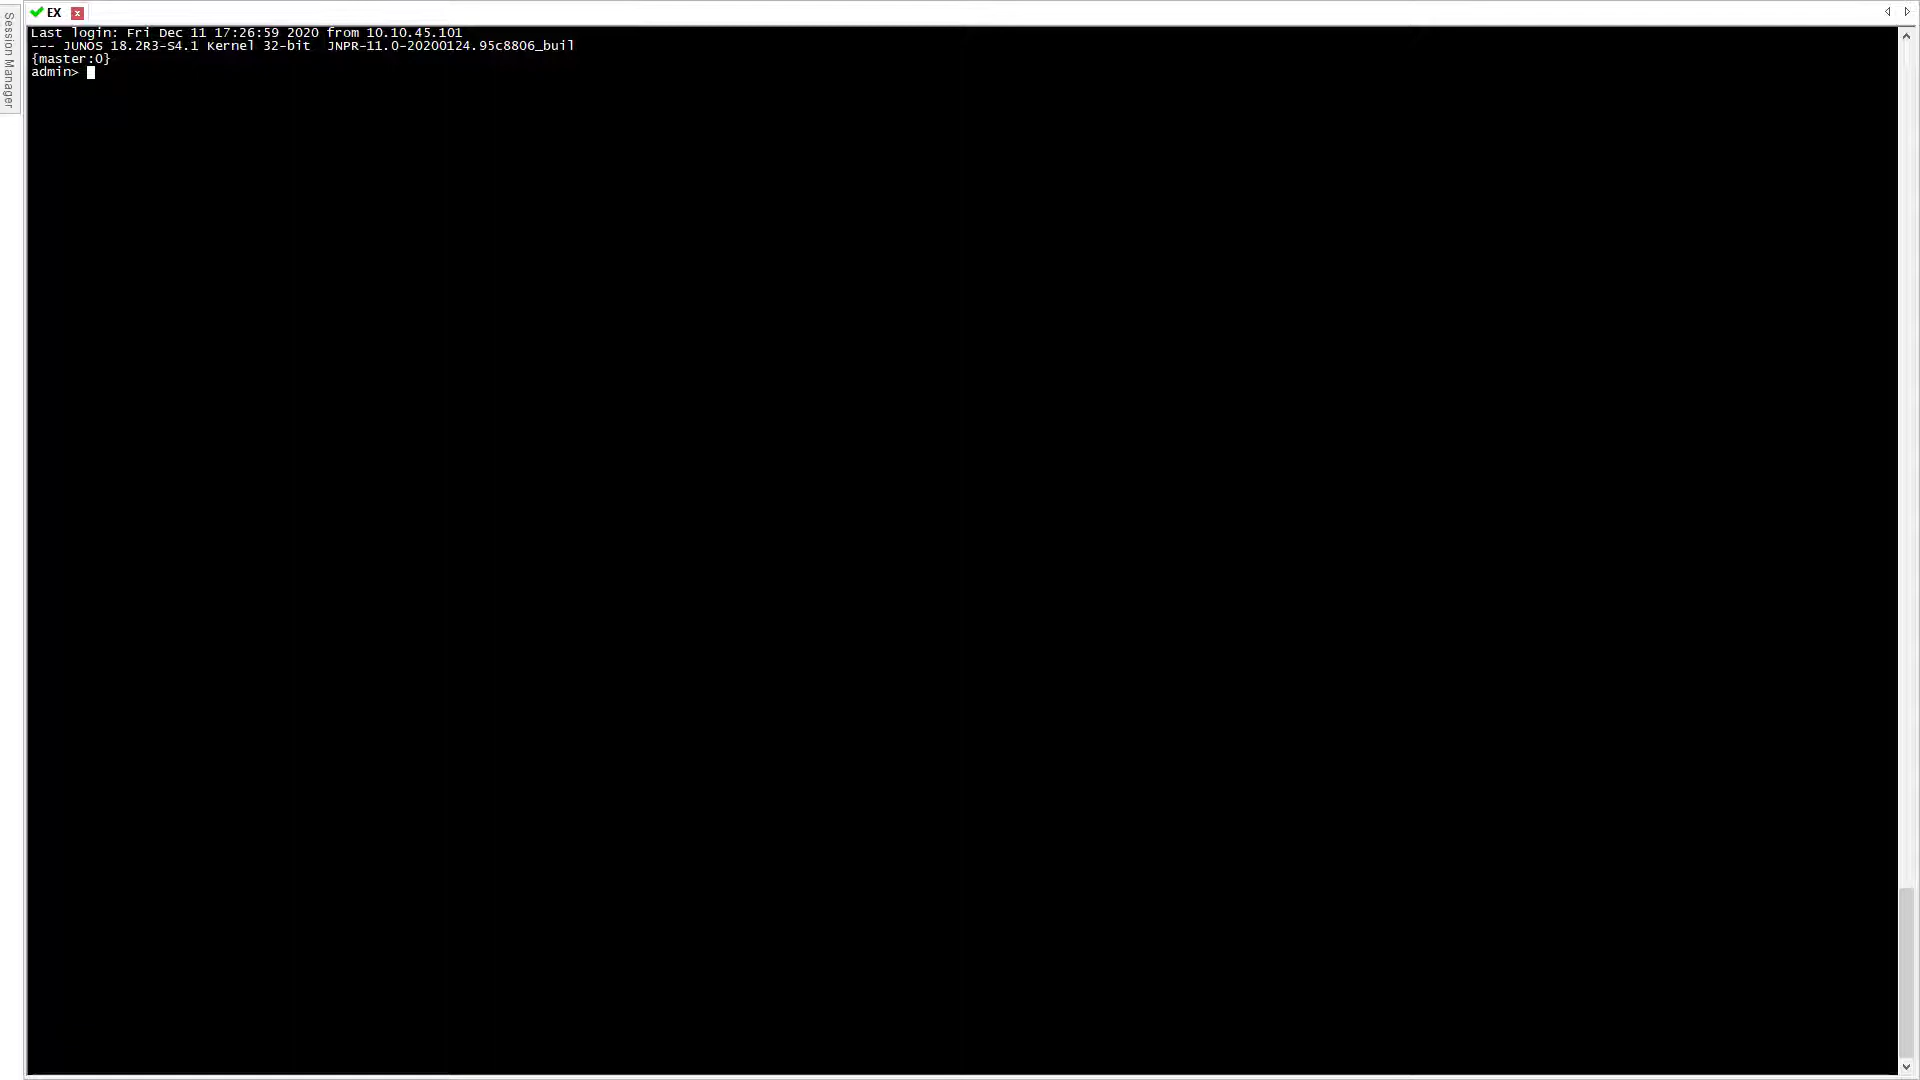 EX
Session Manager
Last login: Fri Dec 11 17:26:59 2020 from 10.10.45.101
--- JUNOS 18.2R3-S4.1 Kernel 32-bit  JNPR-11.0-20200124.95c8806_buil
{master:0}
admin>